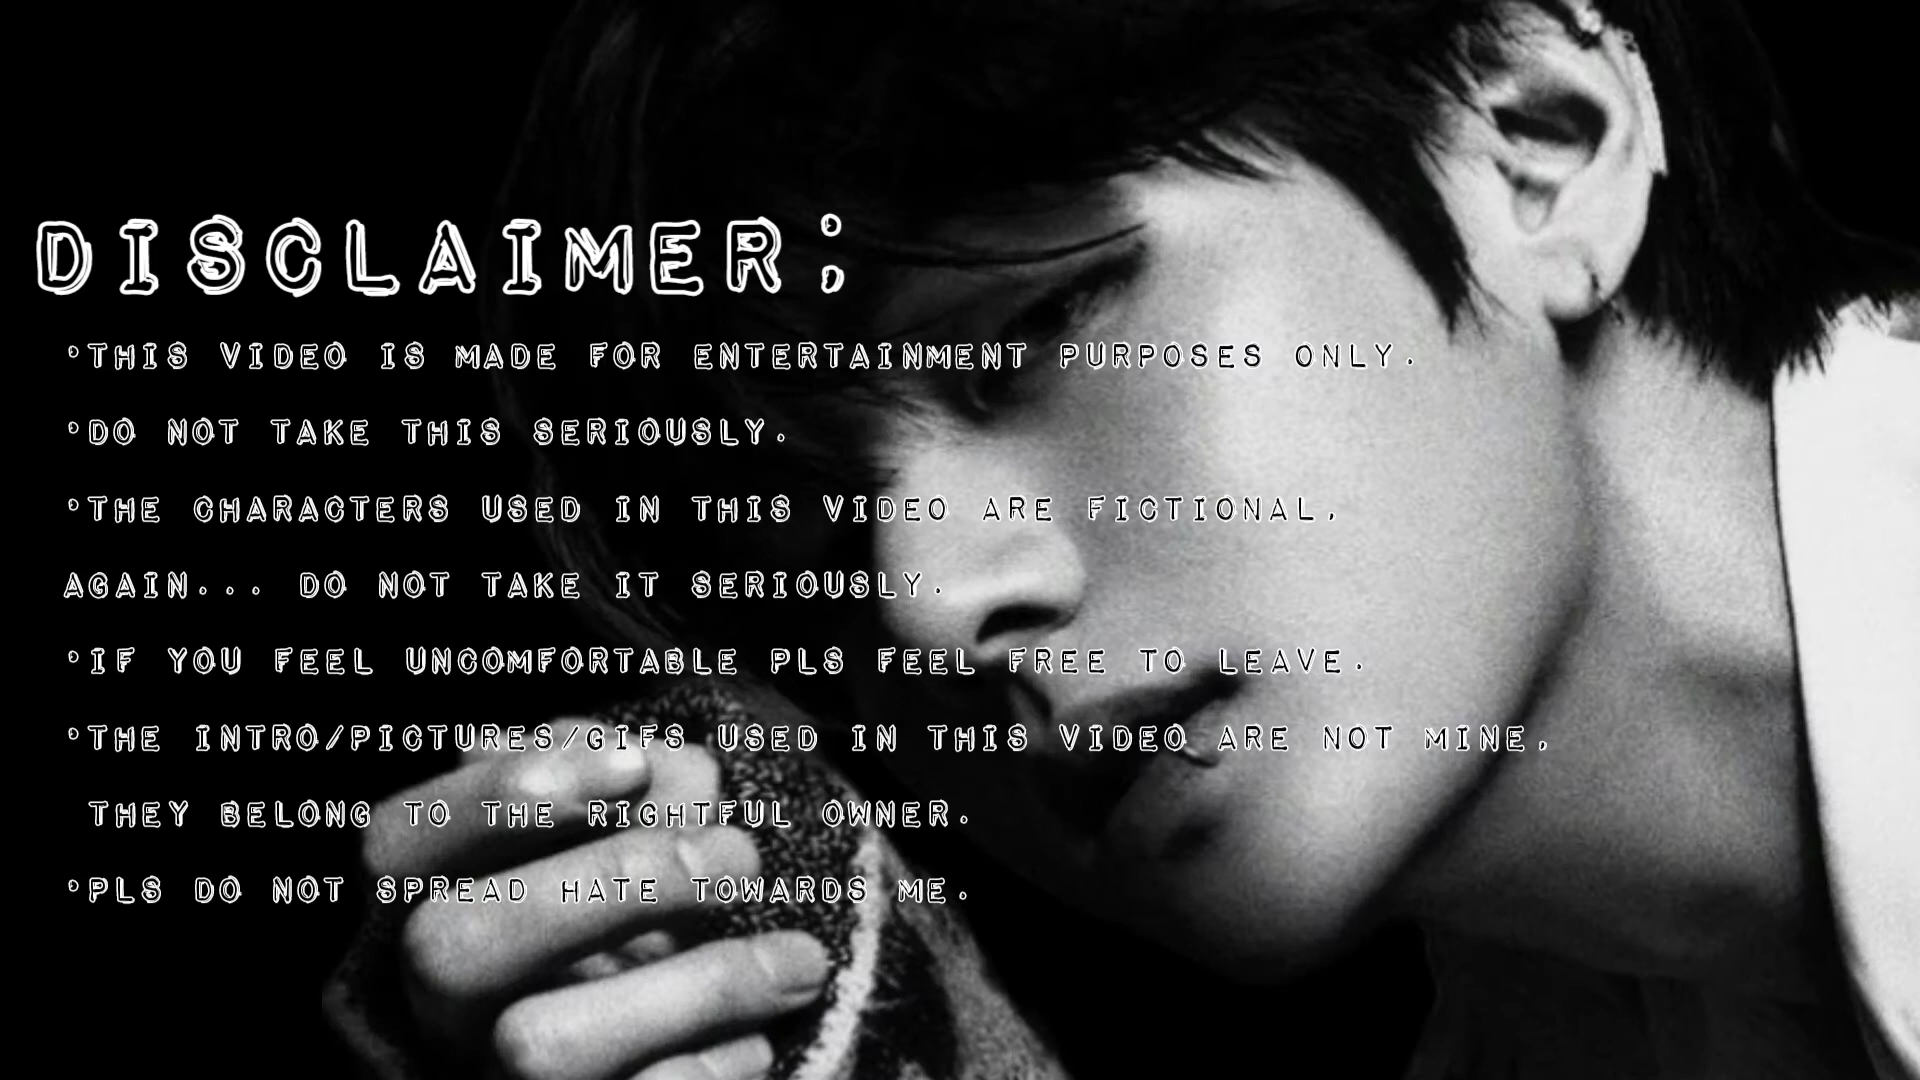 DISCLAIMER:
•THIS VIDEO IS MADE FOR ENTERTAINMENT PURPOSES ONLY.
•DO NOT TAKE THIS SERIOUSLY.
•THE CHARACTERS USED IN THIS VIDEO ARE FICTIONAL,
AGAIN... DO NOT TAKE IT SERIOUSLY.
•IF YOU FEEL UNCOMFORTABLE PLS FEEL FREE TO LEAVE.
•THE INTRO/PICTURES/GIFS USED IN THIS VIDEO ARE NOT MINE,
THEY BELONG TO THE RIGHTFUL OWNER.
•PLS DO NOT SPREAD HATE TOWARDS ME.